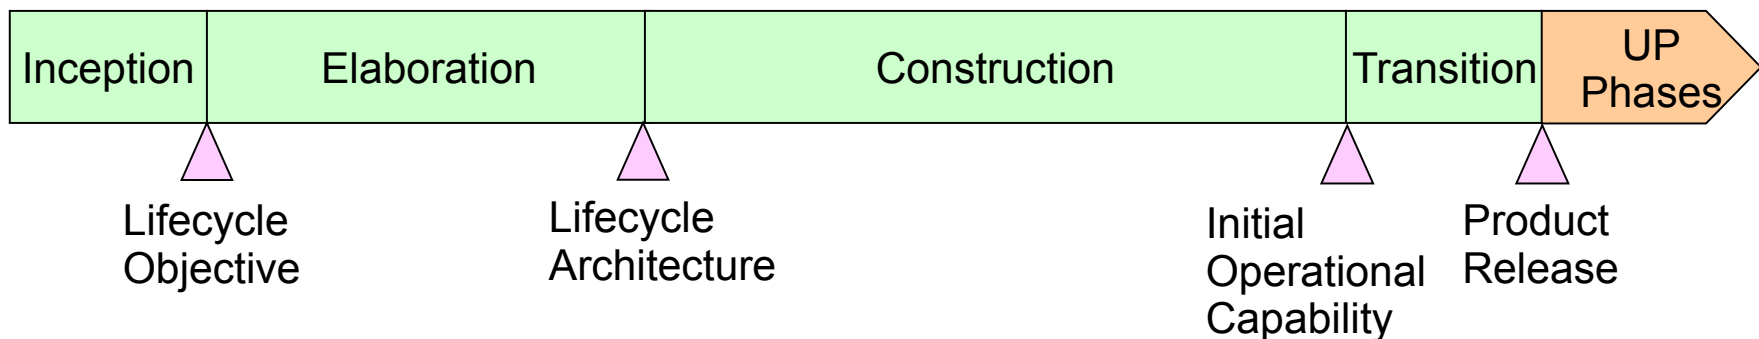 Inception
Elaboration
Construction
Transition
UP
Phases
Lifecycle
Objective
Lifecycle
Architecture
Initial
Operational
Capability
Product
Release